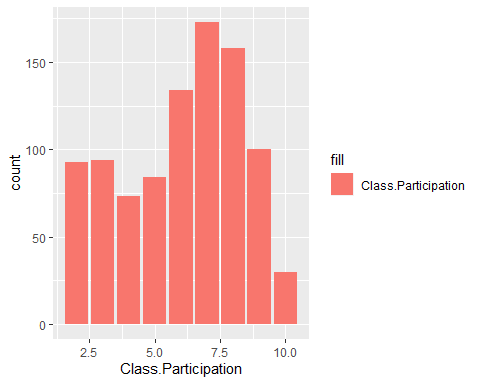 150
100
50
0
count
2.5 5.0 7.5 10.0
Class.Participation
fill
Class.Participation